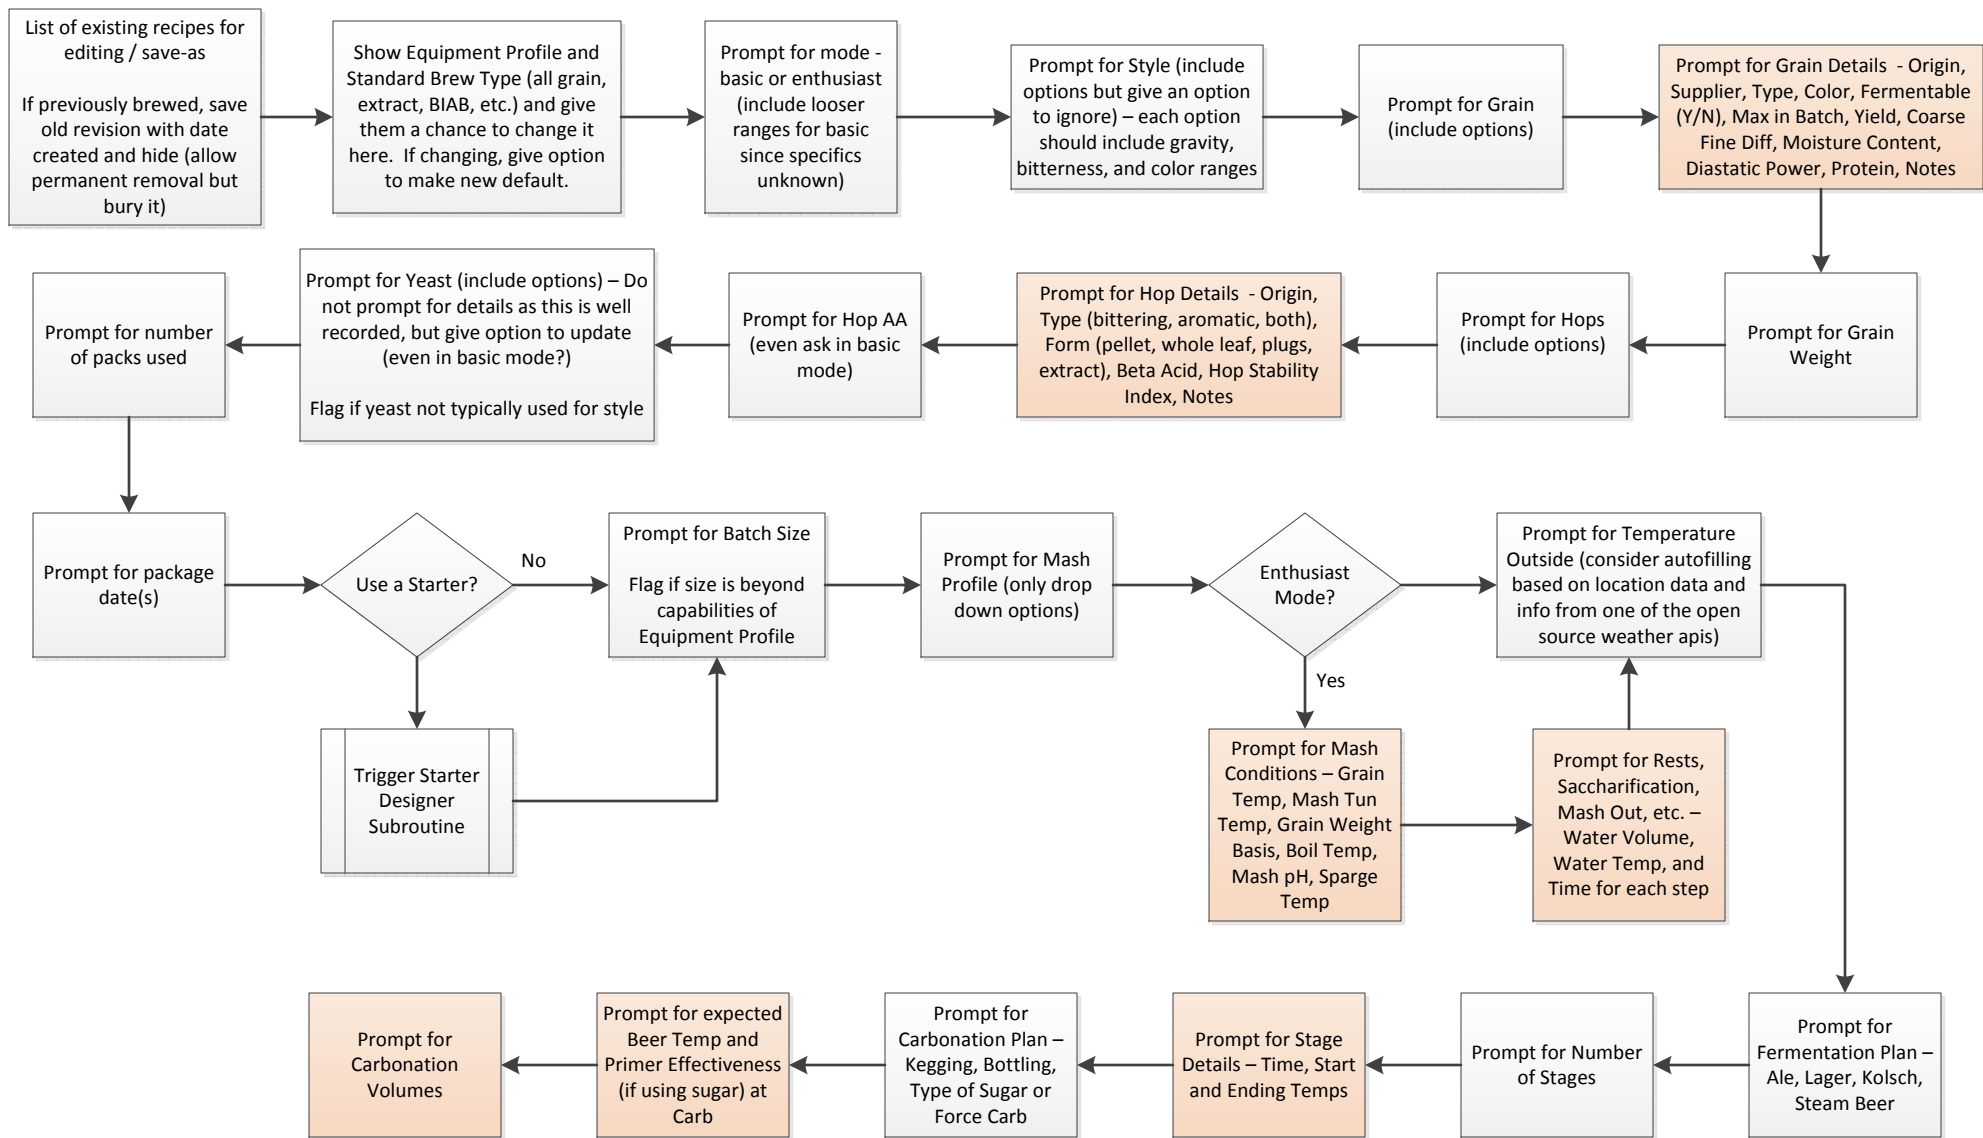 List of existing recipes for
editing / save-as
If previously brewed, save
old revision with date
created and hide (allow
permanent removal but
bury it)
Show Equipment Profile and
Standard Brew Type (all grain,
extract, BIAB, etc.) and give
them a chance to change it
here.  If changing, give option
to make new default.
Prompt for mode -
basic or enthusiast
(include looser
ranges for basic
since specifics
unknown)
Prompt for Style (include
options but give an option
to ignore) – each option
should include gravity,
bitterness, and color ranges
Prompt for Grain
(include options)
Prompt for Grain Details  - Origin,
Supplier, Type, Color, Fermentable
(Y/N), Max in Batch, Yield, Coarse
Fine Diff, Moisture Content,
Diastatic Power, Protein, Notes
Prompt for Grain
Weight
Prompt for Hops
(include options)
Prompt for Hop Details  - Origin,
Type (bittering, aromatic, both),
Form (pellet, whole leaf, plugs,
extract), Beta Acid, Hop Stability
Index, Notes
Prompt for Hop AA
(even ask in basic
mode)
Prompt for Yeast (include options) – Do
not prompt for details as this is well
recorded, but give option to update
(even in basic mode?)
Flag if yeast not typically used for style
Prompt for number
of packs used
Prompt for package
date(s)
Use a Starter?
No
Trigger Starter
Designer
Subroutine
Prompt for Batch Size
Flag if size is beyond
capabilities of
Equipment Profile
Prompt for Mash
Profile (only drop
down options)
Enthusiast
Mode?
Yes
Prompt for Mash
Conditions – Grain
Temp, Mash Tun
Temp, Grain Weight
Basis, Boil Temp,
Mash pH, Sparge
Temp
Prompt for Rests,
Saccharification,
Mash Out, etc. –
Water Volume,
Water Temp, and
Time for each step
Prompt for Temperature
Outside (consider autofilling
based on location data and
info from one of the open
source weather apis)
Prompt for
Fermentation Plan –
Ale, Lager, Kolsch,
Steam Beer
Prompt for Number
of Stages
Prompt for Stage
Details – Time, Start
and Ending Temps
Prompt for
Carbonation Plan –
Kegging, Bottling,
Type of Sugar or
Force Carb
Prompt for expected
Beer Temp and
Primer Effectiveness
(if using sugar) at
Carb
Prompt for
Carbonation
Volumes